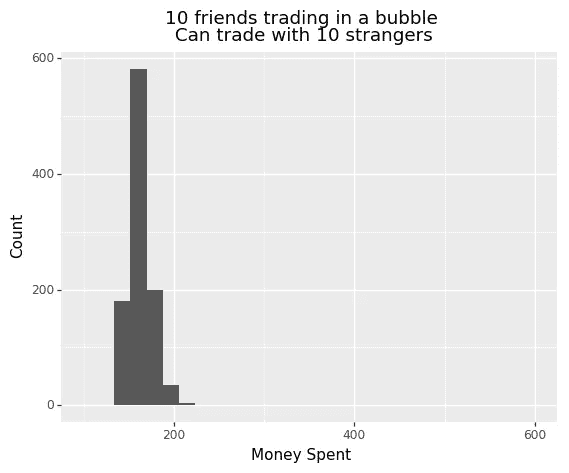 10 friends trading in a bubble
Can trade with 10 strangers
600
400
200
0
Count
200
400
600
Money Spent